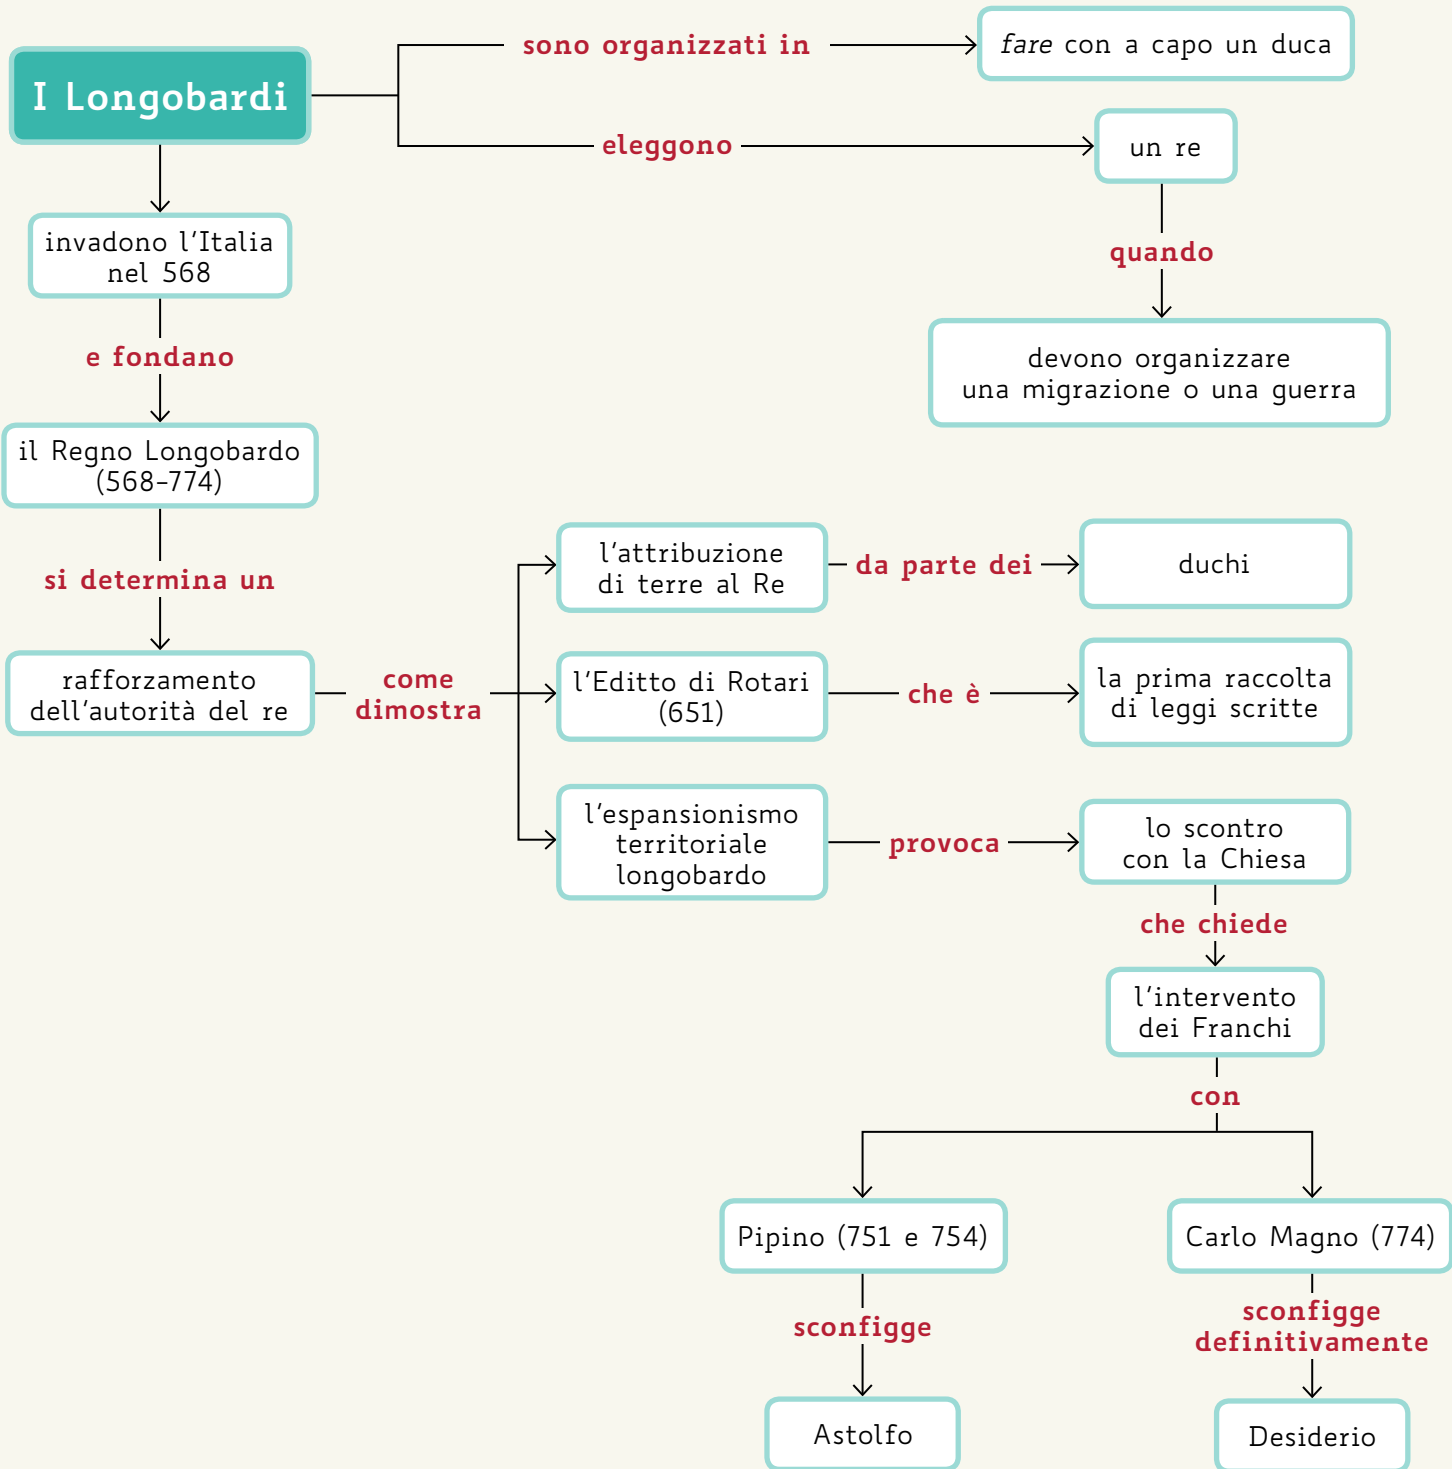 I Longobardi
sono organizzati in
fare con a capo un duca
eleggono
un re
quando
devono organizzare
una migrazione o una guerra
invadono l'Italia
nel 568
e fondano
il Regno Longobardo
(568–774)
si determina un
rafforzamento
dell'autorità del re
come
dimostra
l'attribuzione
di terre al Re
da parte dei
duchi
l'Editto di Rotari
(651)
che è
la prima raccolta
di leggi scritte
l'espansionismo
territoriale
longobardo
provoca
lo scontro
con la Chiesa
che chiede
l'intervento
dei Franchi
con
Pipino (751 e 754)
sconfigge
Astolfo
Carlo Magno (774)
sconfigge
definitivamente
Desiderio